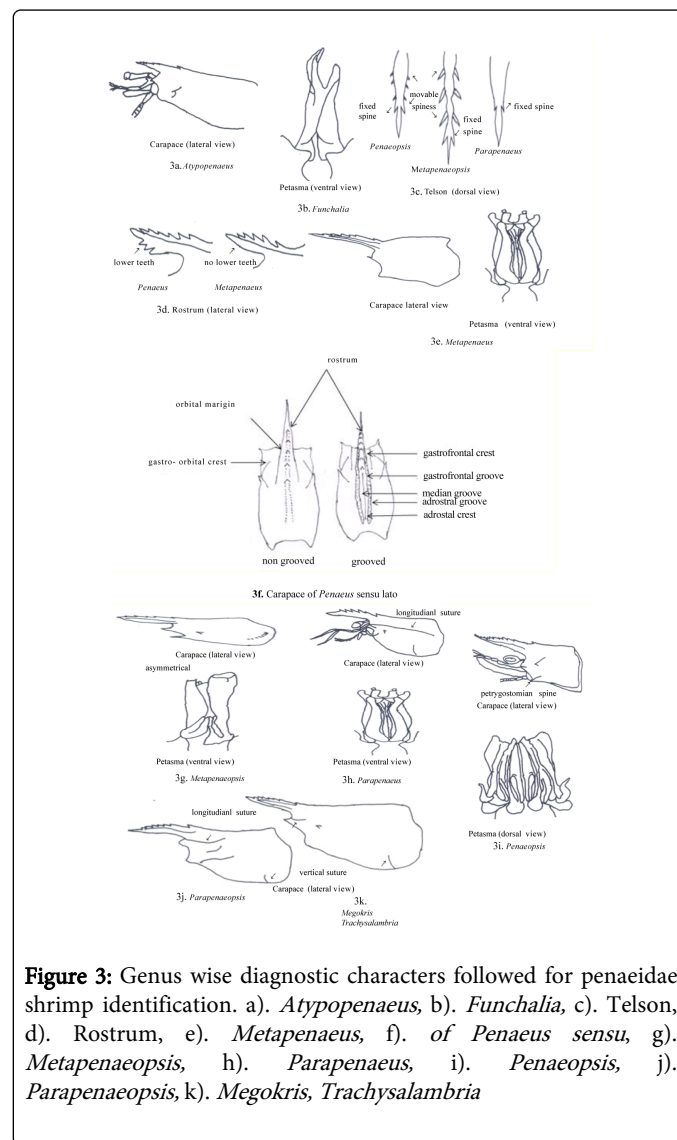 Carapace (lateral view)
3a. Atypopenaeus
Petasma (ventral view)
3b. Funchalia
fixed
spine
movable
spiness
fixed
spine
fixed spine
Penaeopsis
Metapenaeopsis
Parapenaeus
3c. Telson (dorsal view)
lower teeth
no lower teeth
Penaeus
Metapenaeus
3d. Rostrum (lateral view)
Carapace lateral view
Petasma (ventral view)
3e. Metapenaeus
rostrum
orbital marigin
gastro- orbital crest
gastrofrontal crest
gastrofrontal groove
median groove
adrostral groove
adrostal crest
non grooved
grooved
3f. Carapace of Penaeus sensu lato
Carapace (lateral view)
asymmetrical
Petasma (ventral view)
3g. Metapenaeopsis
longitudianl suture
Carapace (lateral view)
Petasma (ventral view)
3h. Parapenaeus
petrygostomian spine
Carapace (lateral view)
Petasma (dorsal view)
3i. Penaeopsis
longitudianl suture
vertical suture
Carapace (lateral view)
3j. Parapenaeopsis
3k.
Megokris
Trachysalambria
Figure 3: Genus wise diagnostic characters followed for penaeidae
shrimp identification. a). Atypopenaeus, b). Funchalia, c). Telson,
d). Rostrum, e). Metapenaeus, f). of Penaeus sensu, g).
Metapenaeopsis, h). Parapenaeus, i). Penaeopsis, j).
Parapenaeopsis, k). Megokris, Trachysalambria